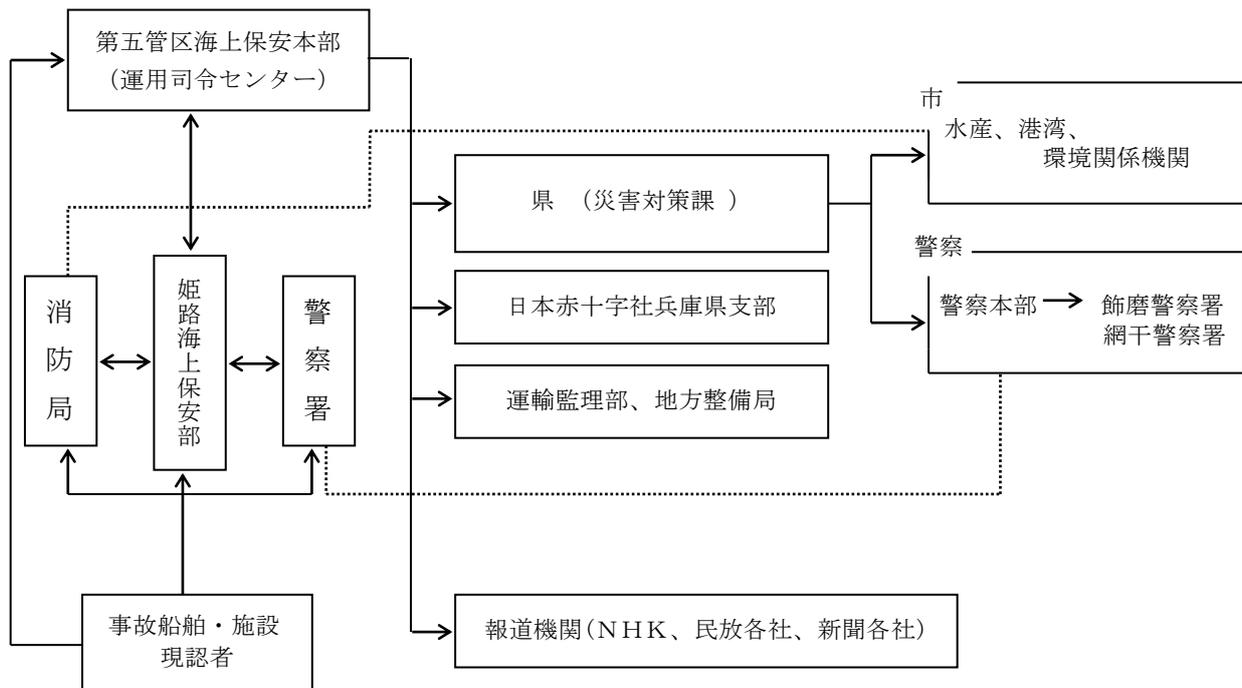 第五管区海上保安本部
（運用司令センター）
市
水産、港湾、
環境関係機関
県　（災害対策課　）
警察
警察本部
飾磨警察署
網干警察署
消防局
姫路海上保安部
警察署
日本赤十字社兵庫県支部
運輸監理部、地方整備局
事故船舶・施設
現認者
報道機関（ＮＨＫ、民放各社、新聞各社）